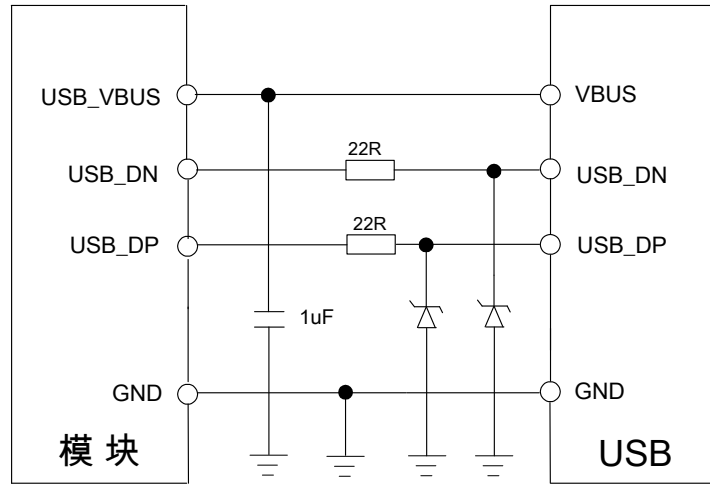 USB_VBUS
VBUS
22R
USB_DN
USB_DN
22R
USB_DP
USB_DP
1uF
GND
GND
模块
USB